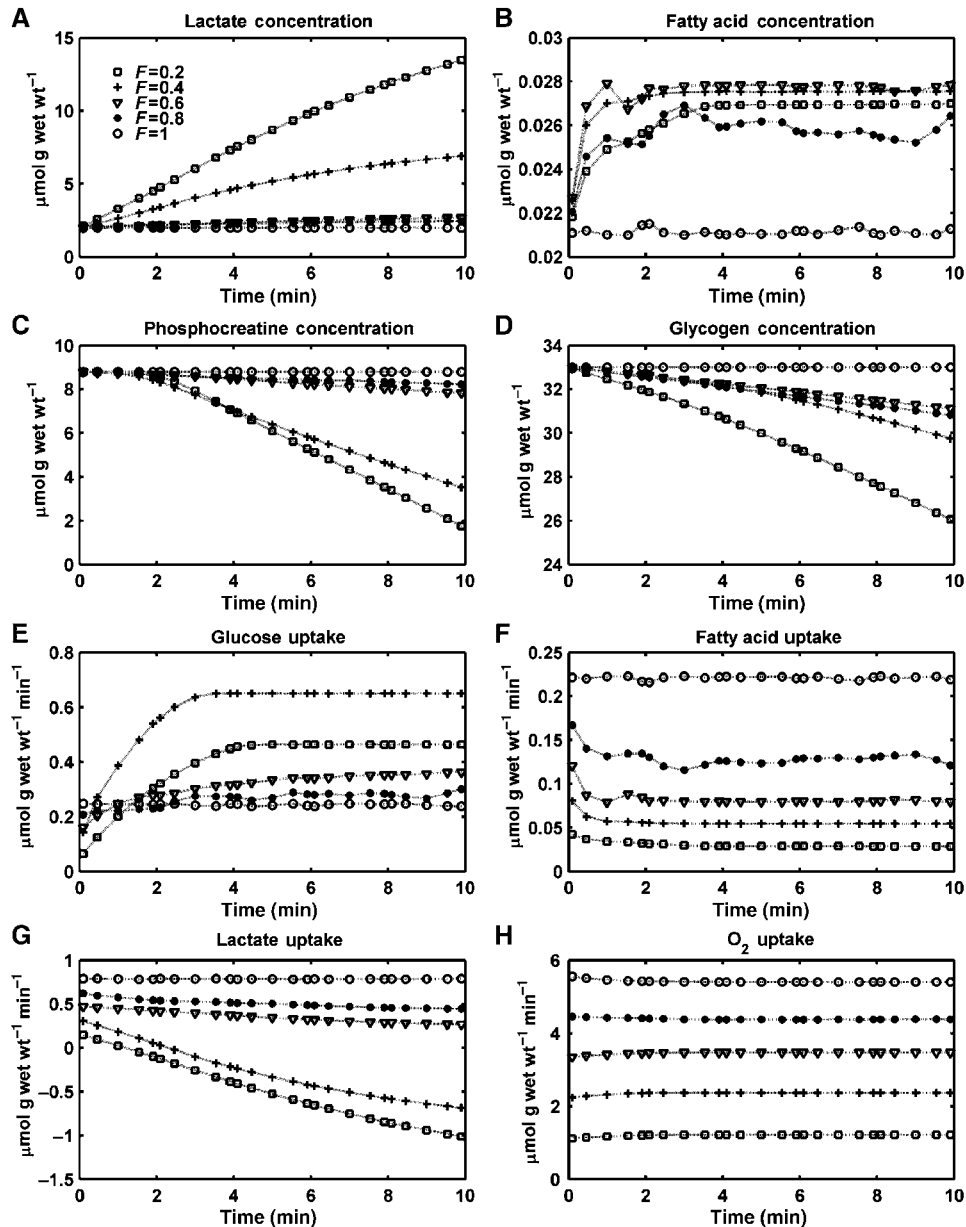 A
Lactate concentration
15
10
5
0
μmol g wet wt⁻¹
F=0.2
F=0.4
F=0.6
F=0.8
F=1
0 2 4 6 8 10
Time (min)
B
Fatty acid concentration
0.03
0.028
0.026
0.024
0.022
0.02
μmol g wet wt⁻¹
0 2 4 6 8 10
Time (min)
C
Phosphocreatine concentration
10
8
6
4
2
0
μmol g wet wt⁻¹
0 2 4 6 8 10
Time (min)
D
Glycogen concentration
34
32
30
28
26
24
μmol g wet wt⁻¹
0 2 4 6 8 10
Time (min)
E
Glucose uptake
0.8
0.6
0.4
0.2
0
μmol g wet wt⁻¹ min⁻¹
0 2 4 6 8 10
Time (min)
F
Fatty acid uptake
0.25
0.2
0.15
0.1
0.05
0
μmol g wet wt⁻¹ min⁻¹
0 2 4 6 8 10
Time (min)
G
Lactate uptake
1
0.5
0
−0.5
−1
−1.5
μmol g wet wt⁻¹ min⁻¹
0 2 4 6 8 10
Time (min)
H
O₂ uptake
6
4
2
0
μmol g wet wt⁻¹ min⁻¹
0 2 4 6 8 10
Time (min)